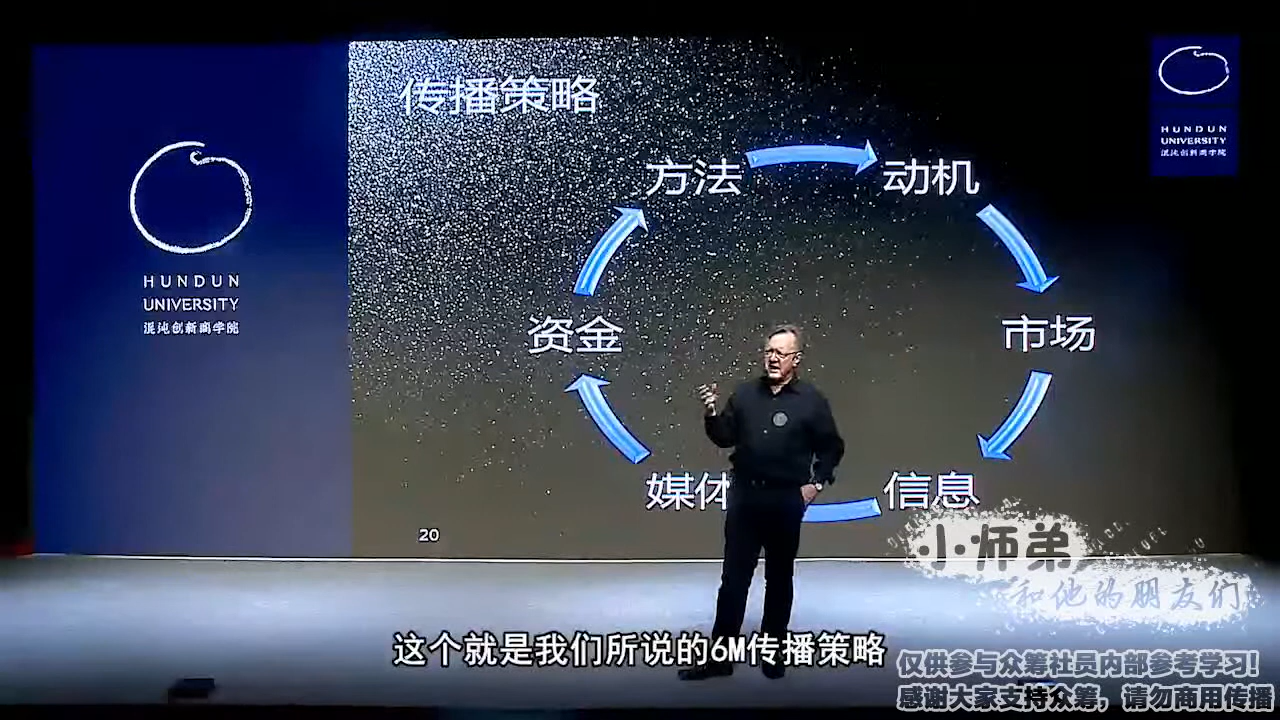 传播策略
HUNDUN
UNIVERSITY
混沌创新商学院
HUNDUN
UNIVERSITY
混沌创新商学院
方法
动机
资金
市场
媒体
信息
20
小师弟
和他的朋友们
这个就是我们所说的6M传播策略
仅供参与众筹社员内部参考学习!
感谢大家支持众筹，请勿商用传播